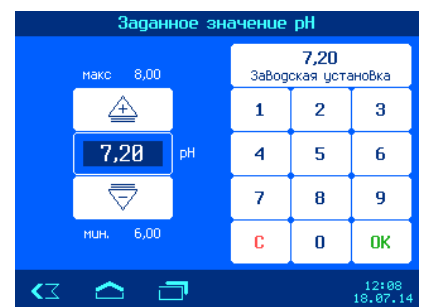 Заданное значение pH
макс 8,00
7,20 pH
мин. 6,00
7,20
Заводская установка
1 2 3
4 5 6
7 8 9
C 0 OK
12:08
18.07.14